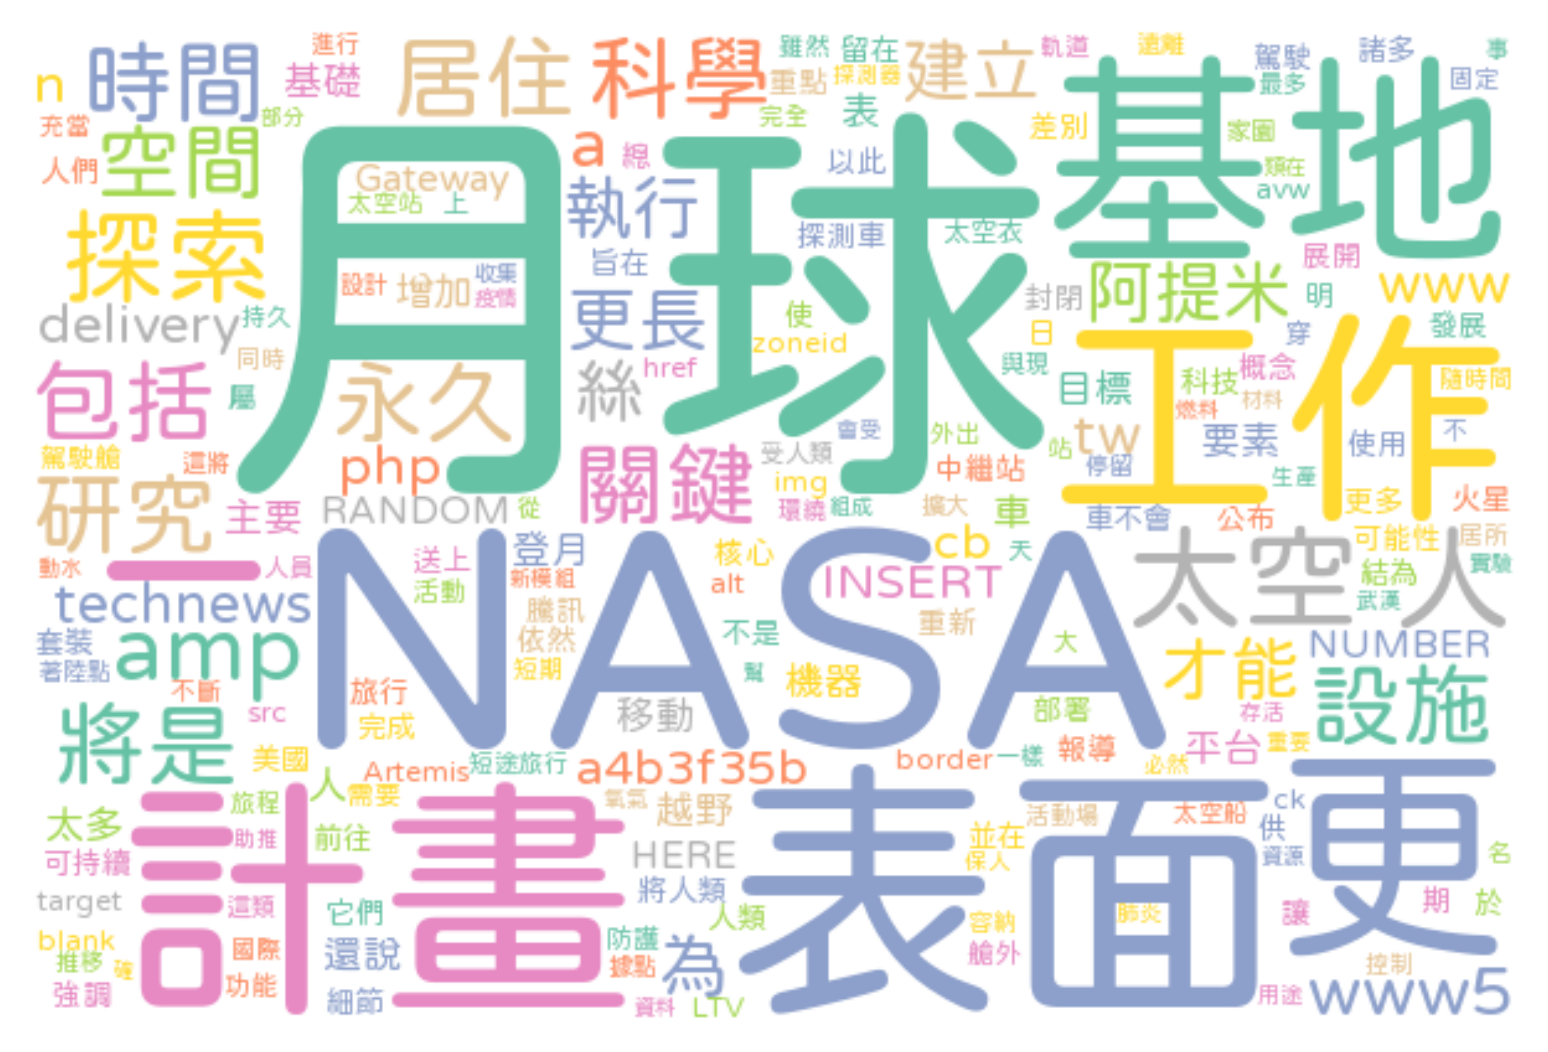 進行
雖然 留在
居住 科學
建立
軌道 遠離
駕駛 諸多 事
n 時間 基礎
重點 探測器
最多 固定
部分
完全 表
充當
差別 家園
月球 基地
空間 a 總 以此
人們
Gateway
太空站 上
執行
類在
avw
探索
旨在
探測車 太空衣
展開
設計 增加 收集
疫情
封閉 阿提米 明 www
delivery 持久
更長 使
日 穿 發展
zoneid
同時
包括 屬
永久 絲 href
與現
工作
目標 科技 概念 隨時間
燃料 材料
會受 外出
站 tw 要素 使用 不
駕駛艙 這將
php 關鍵 受人類
中繼站 停留
生產
img
研究 主要 RANDOM 從
環繞 組成 擴大 車
車不會 公布
更多 火星
一
動水 人員
NASA
送上 登月 核心 cb 天
太空人
可能性 居所
新模組
活動
alt INSERT
結為 實驗
武漢
technews
騰訊
依然
重新
套裝 amp
不是 大
才能 NUMBER
著陸點
不斷
短期 幫 機器
設施
將是 src 旅行
完成
移動 部署 存活
美國
Artemis 短途旅行 a4b3f35b border 一樣 報導 平台 重要
必然
人 需要
計畫 表面 更
旅程
氧氣 越野
活動場 太空船 ck
太多
助推 前往
供
並在
可持續 HERE
保人 資源 名
target 這類 它們
將人類
人類
容納 肺炎
讓 期 於
blank
國際
推移 確
還說 防護
據點 為
艙外
控制
強調 功能 細節 資料 LTV
用途 www5